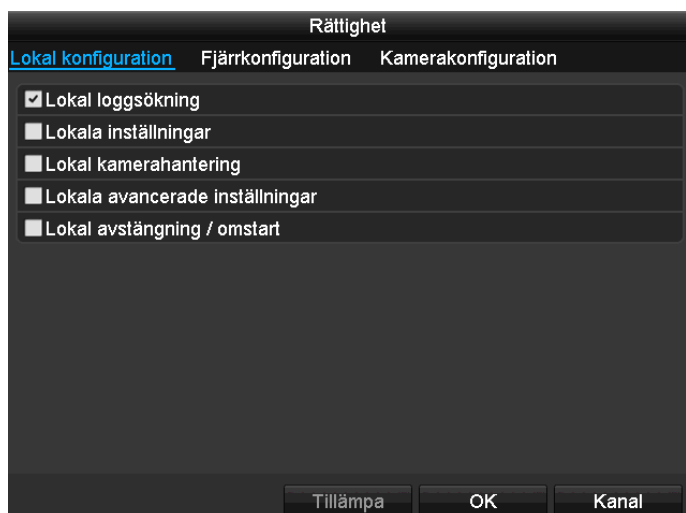 Rättighet
Lokal konfiguration Fjärrkonfiguration Kamerakonfiguration
Lokal loggsökning
Lokala inställningar
Lokal kamerahantering
Lokala avancerade inställningar
Lokal avstängning / omstart
Tillämpa OK Kanal